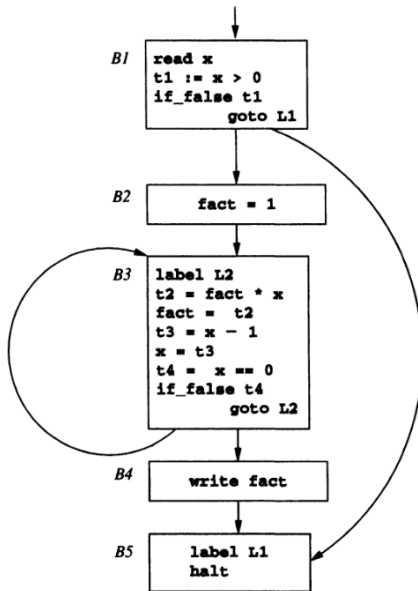 B1
read x
t1 := x > 0
if_false t1
goto L1
B2
fact = 1
B3
label L2
t2 = fact * x
fact = t2
t3 = x − 1
x = t3
t4 = x == 0
if_false t4
goto L2
B4
write fact
B5
label L1
halt